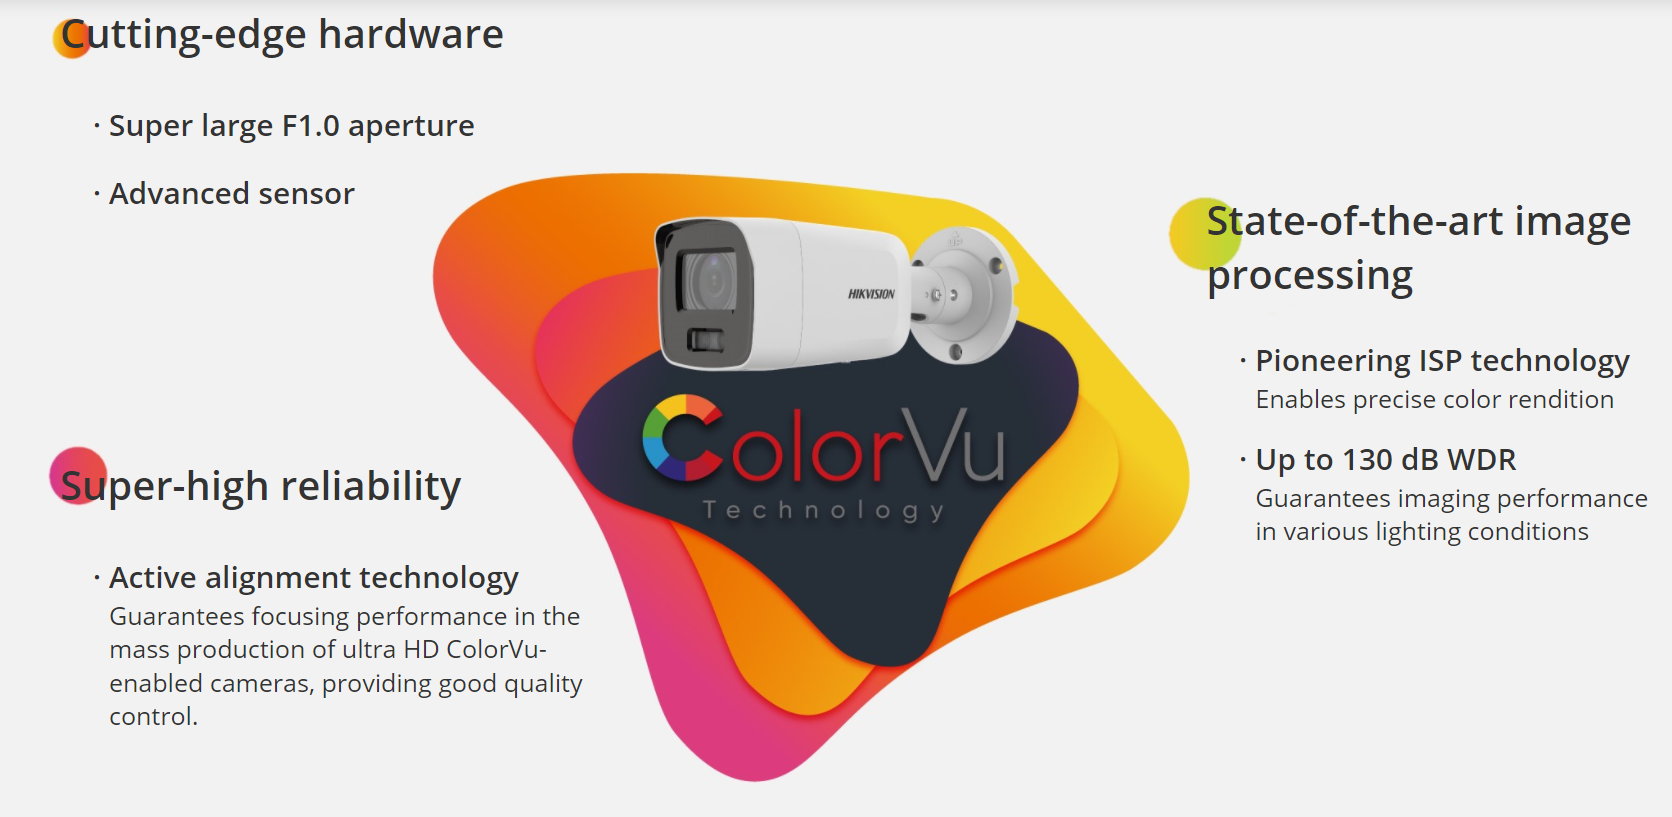 Cutting-edge hardware
· Super large F1.0 aperture
· Advanced sensor
HIKVISION
ColorVu
Technology
State-of-the-art image
processing
· Pioneering ISP technology
Enables precise color rendition
· Up to 130 dB WDR
Guarantees imaging performance
in various lighting conditions
Super-high reliability
· Active alignment technology
Guarantees focusing performance in the
mass production of ultra HD ColorVu-
enabled cameras, providing good quality
control.